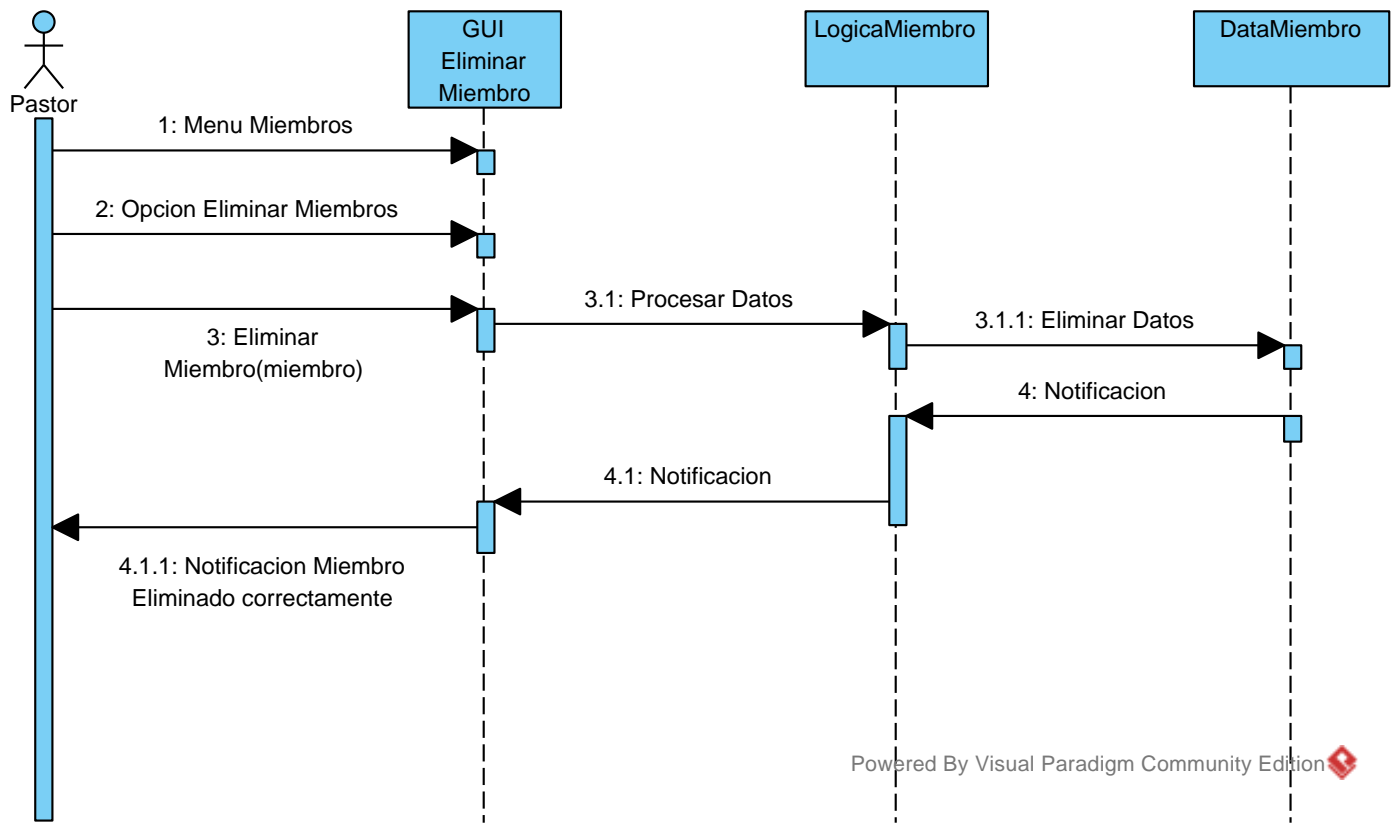 Pastor
GUI
Eliminar
Miembro
LogicaMiembro
DataMiembro
1: Menu Miembros
2: Opcion Eliminar Miembros
3: Eliminar
Miembro(miembro)
3.1: Procesar Datos
3.1.1: Eliminar Datos
4: Notificacion
4.1: Notificacion
4.1.1: Notificacion Miembro
Eliminado correctamente
Powered By Visual Paradigm Community Edition